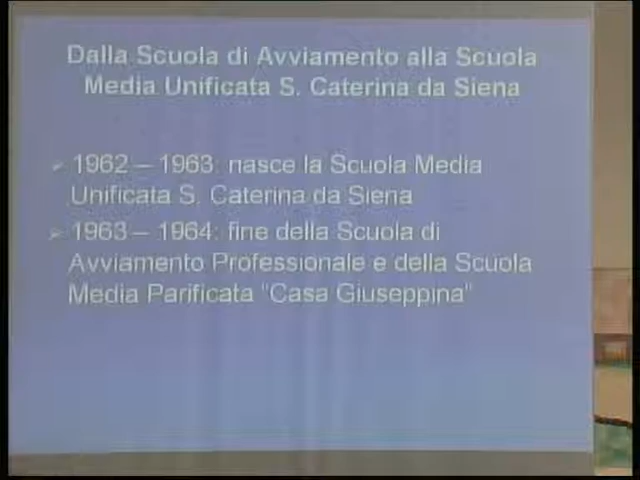 Dalla Scuola di Avviamento alla Scuola
Media Unificata S. Caterina da Siena
1962 – 1963: nasce la Scuola Media
Unificata S. Caterina da Siena
1963 – 1964: fine della Scuola di
Avviamento Professionale e della Scuola
Media Parificata "Casa Giuseppina"